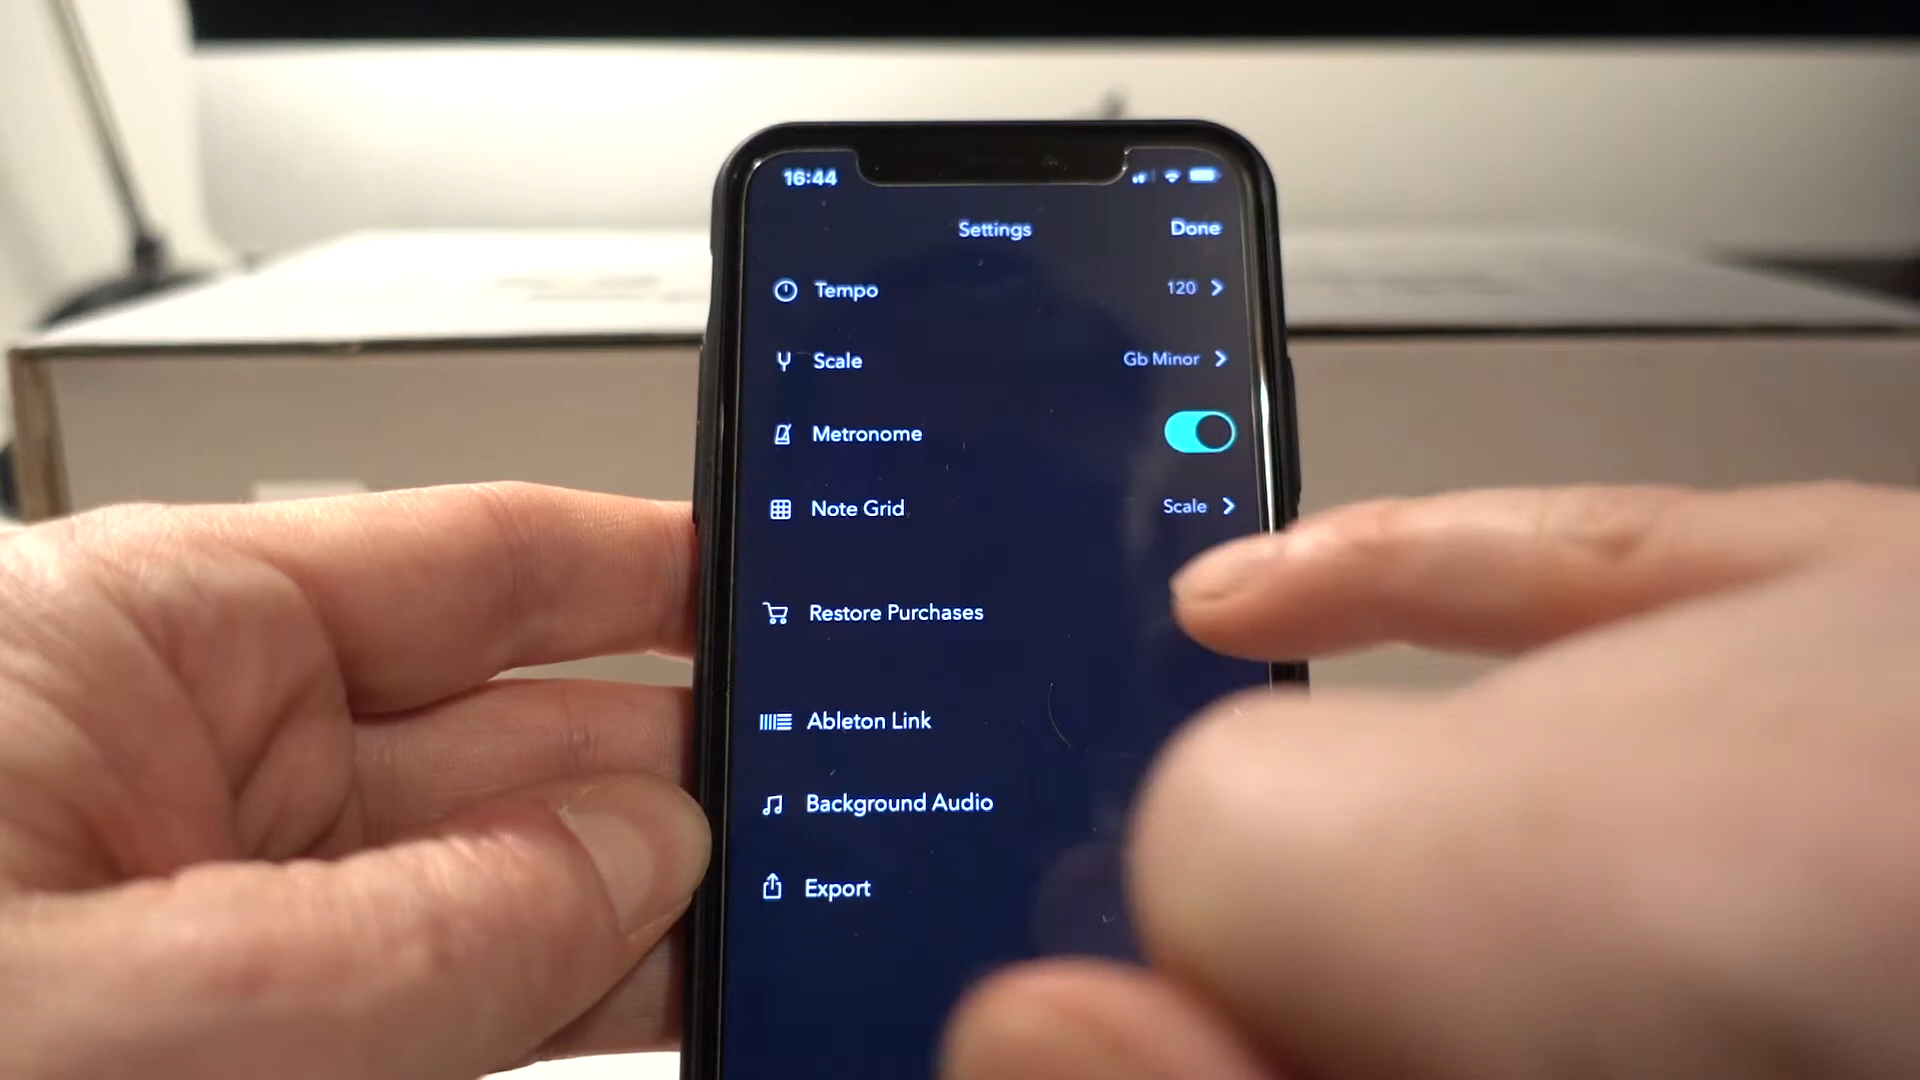 16:44
Settings
Done
Tempo
120
Scale
Gb Minor
Metronome
Note Grid
Scale
Restore Purchases
Ableton Link
Background Audio
Export